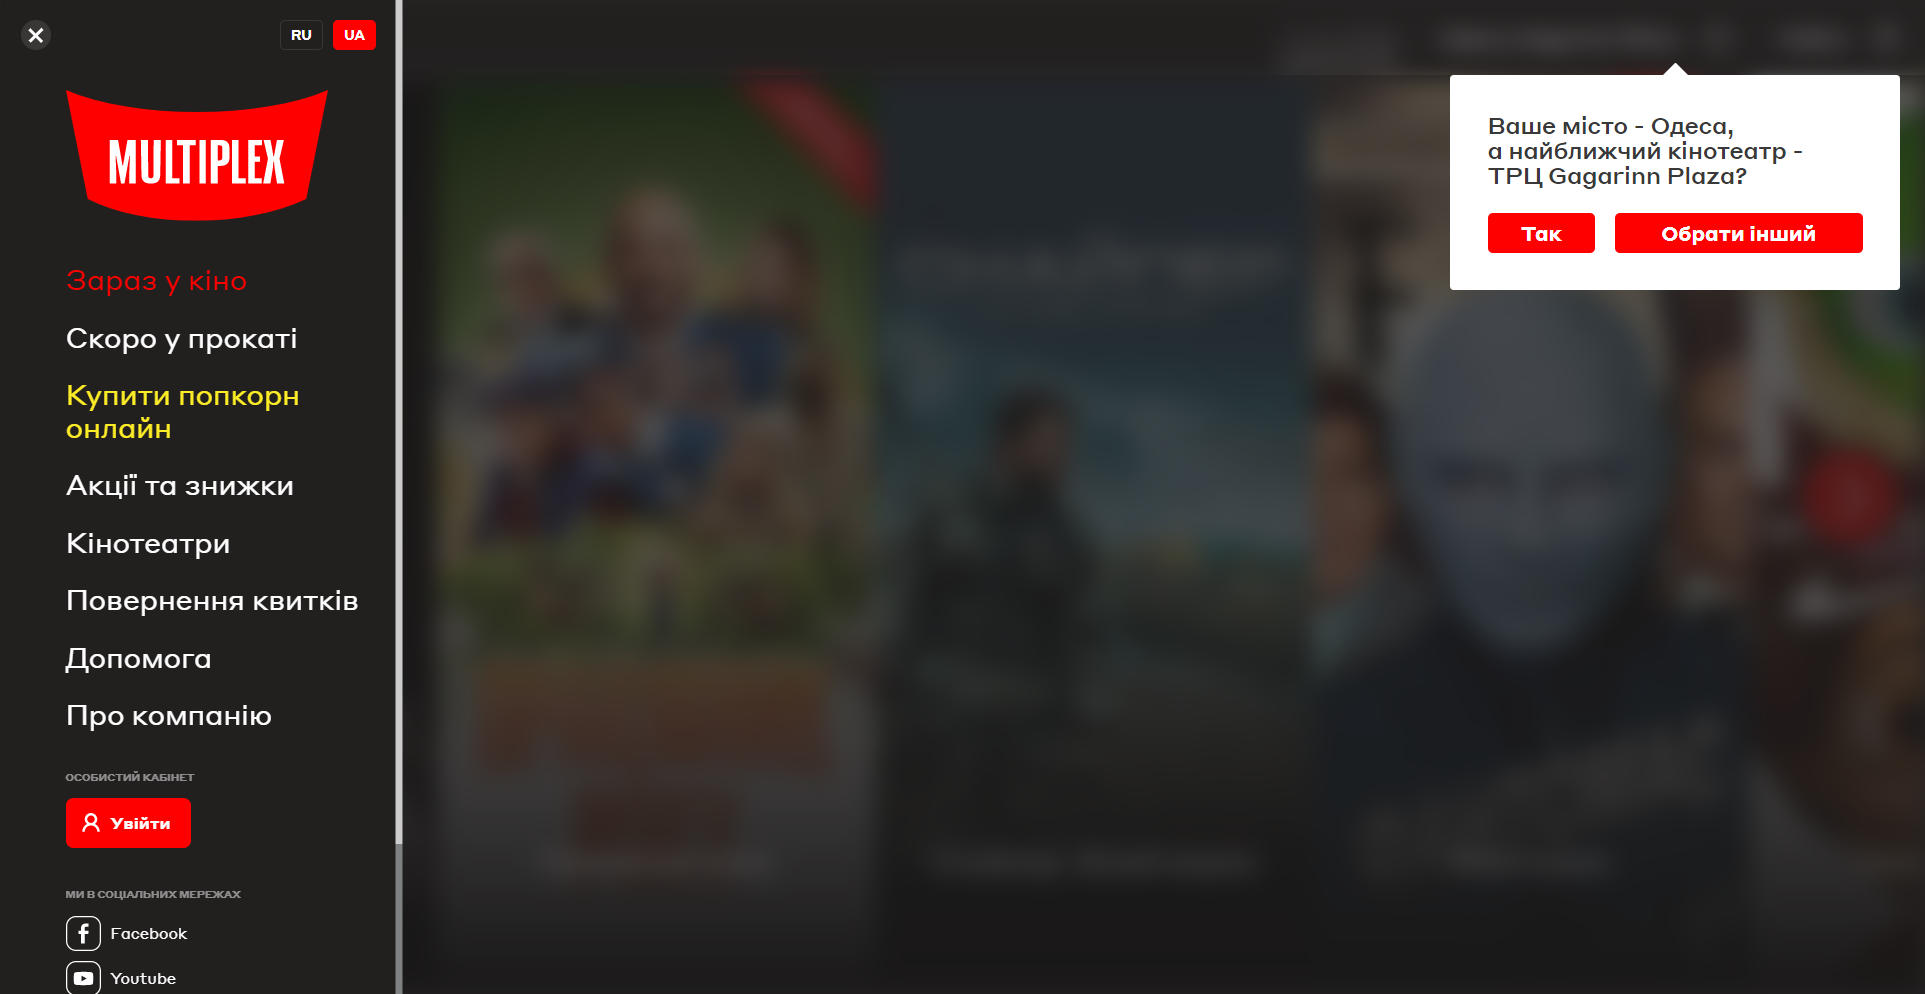 RU
UA
MULTIPLEX
Зараз у кіно
Скоро у прокаті
Купити попкорн
онлайн
Акції та знижки
Кінотеатри
Повернення квитків
Допомога
Про компанію
ОСОБИСТИЙ КАБІНЕТ
Увійти
МИ В СОЦІАЛЬНИХ МЕРЕЖАХ
Facebook
Youtube
Ваше місто - Одеса,
а найближчий кінотеатр -
ТРЦ Gagarinn Plaza?
Так
Обрати інший